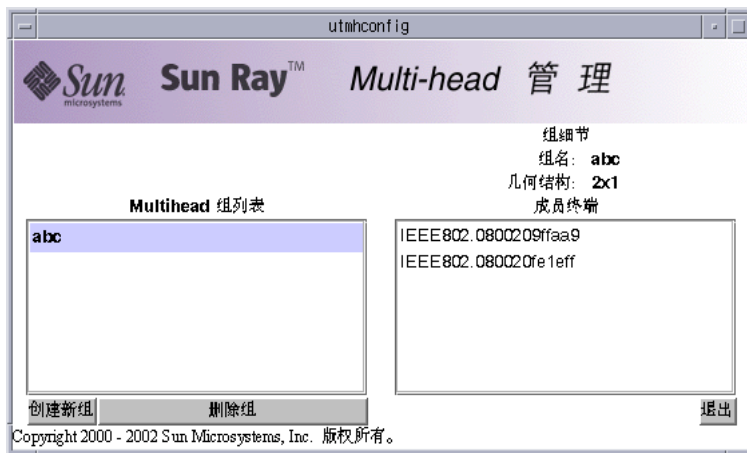 utmhconfig
Sun microsystems Sun Ray™ Multi-head 管 理
组细节
组名: abc
几何结构: 2x1
Multihead 组列表
成员终端
abc
IEEE802.0800209ffaa9
IEEE802.080020fe1eff
创建新组 删除组 退出
Copyright 2000 - 2002 Sun Microsystems, Inc. 版权所有。